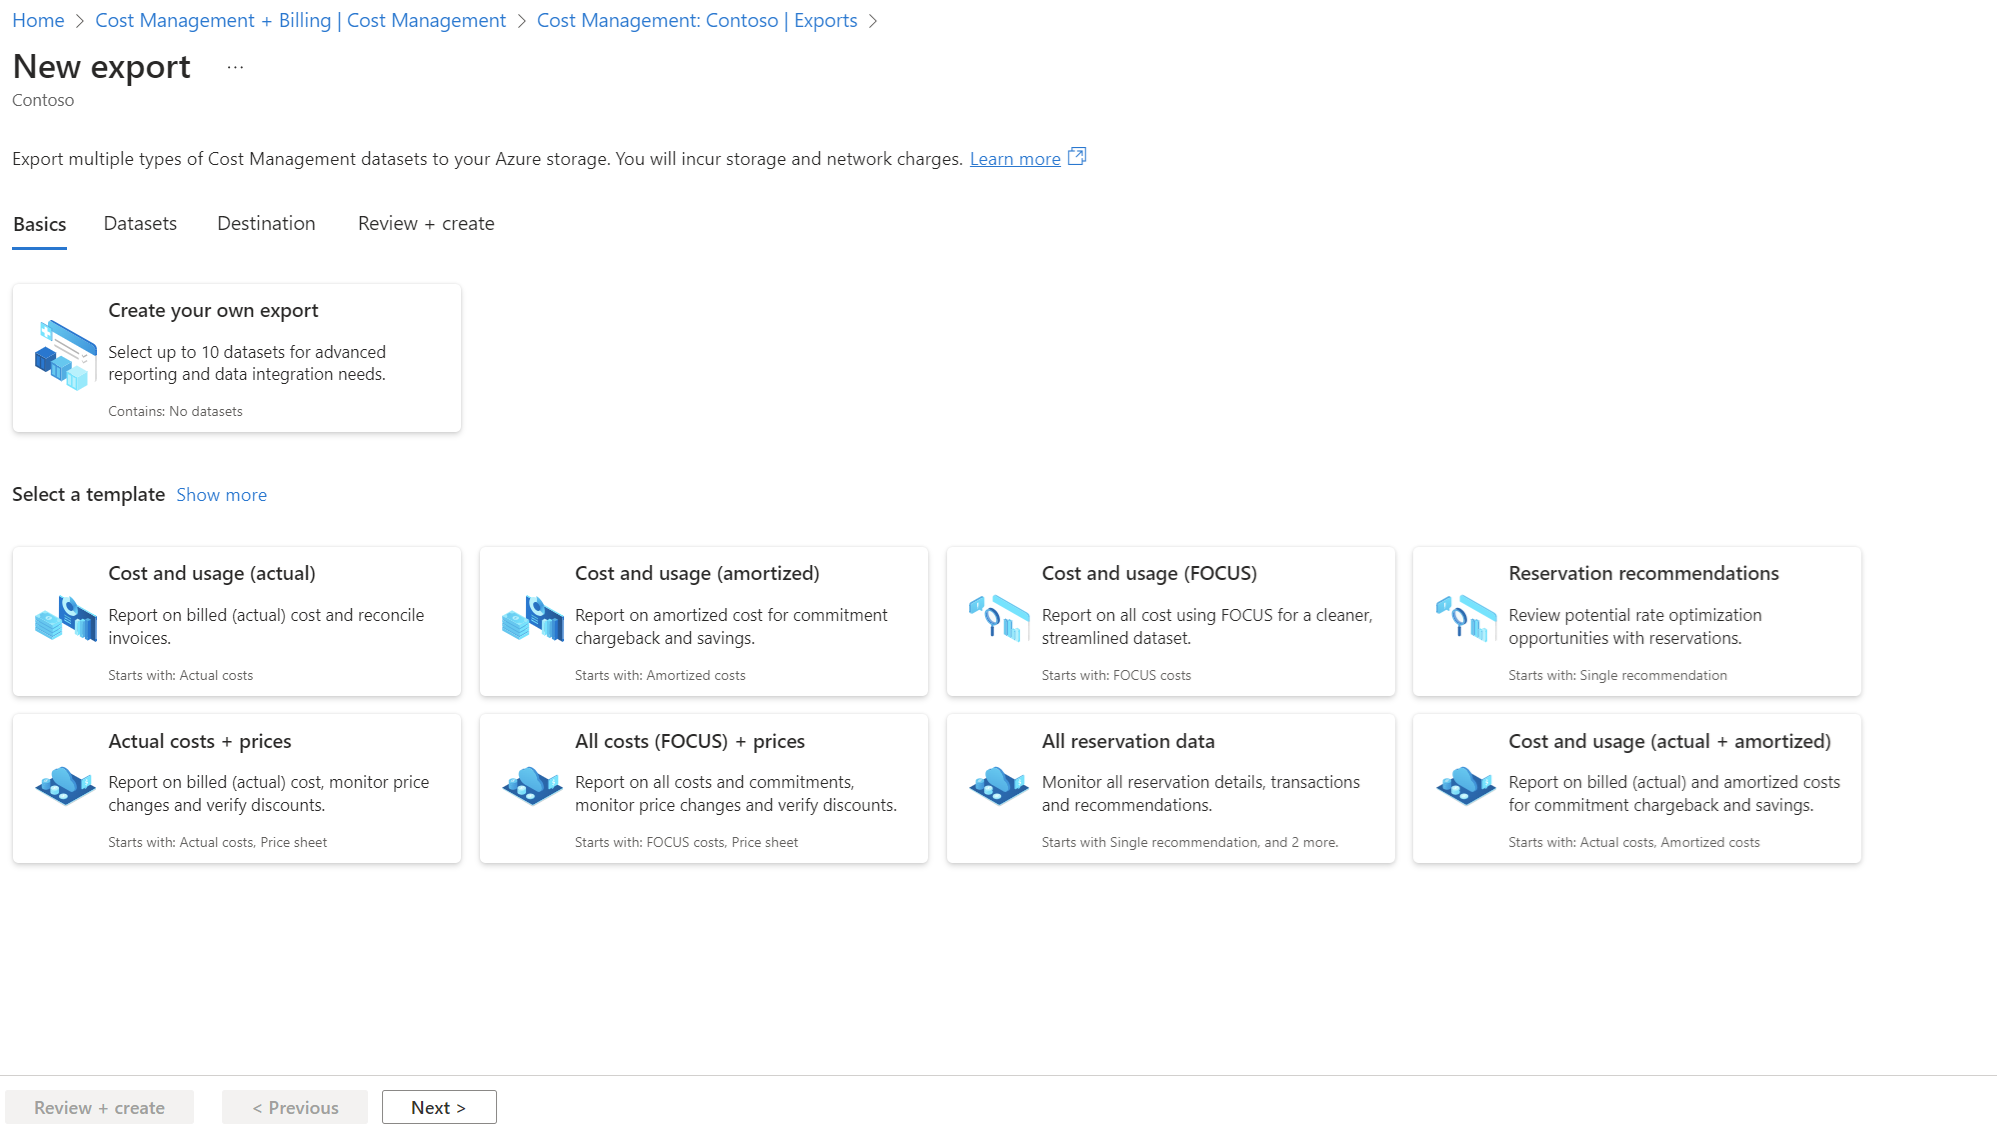 Home > Cost Management + Billing | Cost Management > Cost Management: Contoso | Exports >
New export ...
Contoso
Export multiple types of Cost Management datasets to your Azure storage. You will incur storage and network charges. Learn more
Basics Datasets Destination Review + create
Create your own export
Select up to 10 datasets for advanced
reporting and data integration needs.
Contains: No datasets
Select a template Show more
Cost and usage (actual)
Report on billed (actual) cost and reconcile
invoices.
Starts with: Actual costs
Cost and usage (amortized)
Report on amortized cost for commitment
chargeback and savings.
Starts with: Amortized costs
Cost and usage (FOCUS)
Report on all cost using FOCUS for a cleaner,
streamlined dataset.
Starts with: FOCUS costs
Reservation recommendations
Review potential rate optimization
opportunities with reservations.
Starts with: Single recommendation
Actual costs + prices
Report on billed (actual) cost, monitor price
changes and verify discounts.
Starts with: Actual costs, Price sheet
All costs (FOCUS) + prices
Report on all costs and commitments,
monitor price changes and verify discounts.
Starts with: FOCUS costs, Price sheet
All reservation data
Monitor all reservation details, transactions
and recommendations.
Starts with Single recommendation, and 2 more.
Cost and usage (actual + amortized)
Report on billed (actual) and amortized costs
for commitment chargeback and savings.
Starts with: Actual costs, Amortized costs
Review + create < Previous Next >